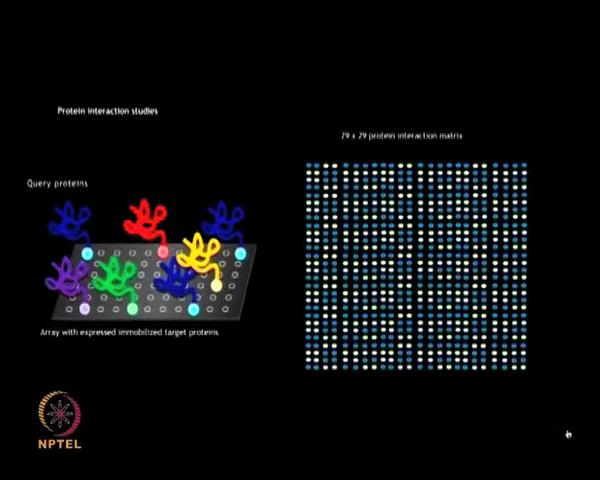 Protein interaction studies
29 x 29 protein interaction matrix
Query proteins
Array with expressed immobilized target proteins
NPTEL